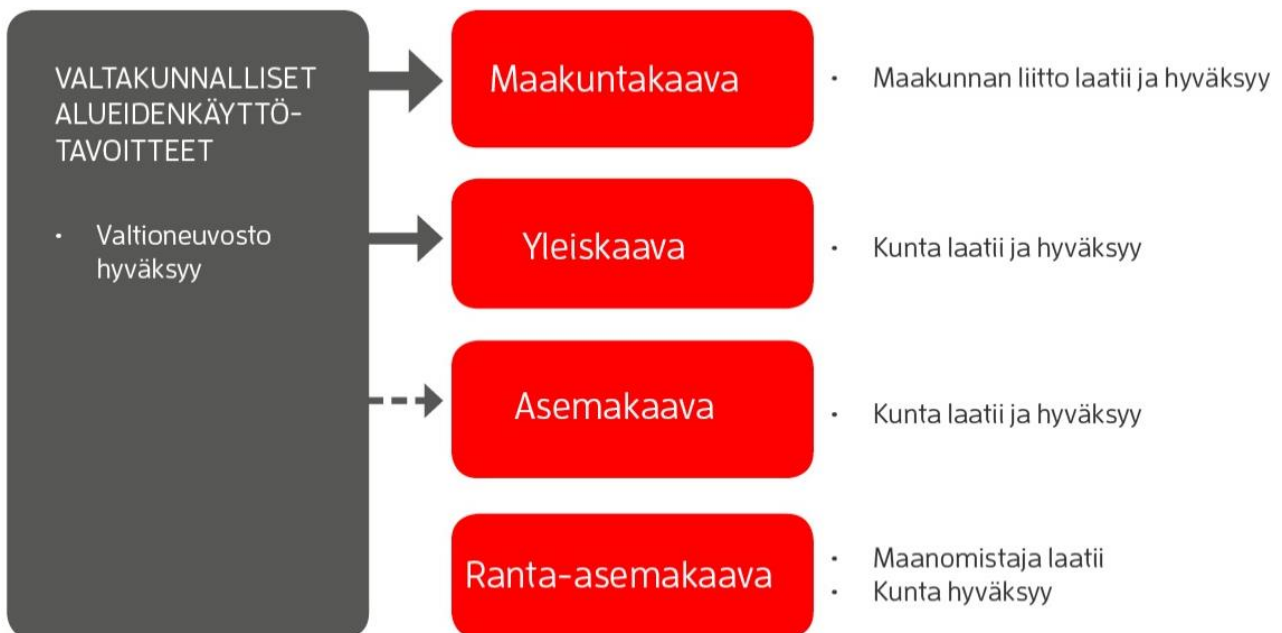 VALTAKUNNALLISET
ALUEIDENKÄYTTÖ-
TAVOITTEET
• Valtioneuvosto
hyväksyy
Maakuntakaava
• Maakunnan liitto laatii ja hyväksyy
Yleiskaava
• Kunta laatii ja hyväksyy
Asemakaava
• Kunta laatii ja hyväksyy
Ranta-asemakaava
• Maanomistaja laatii
• Kunta hyväksyy